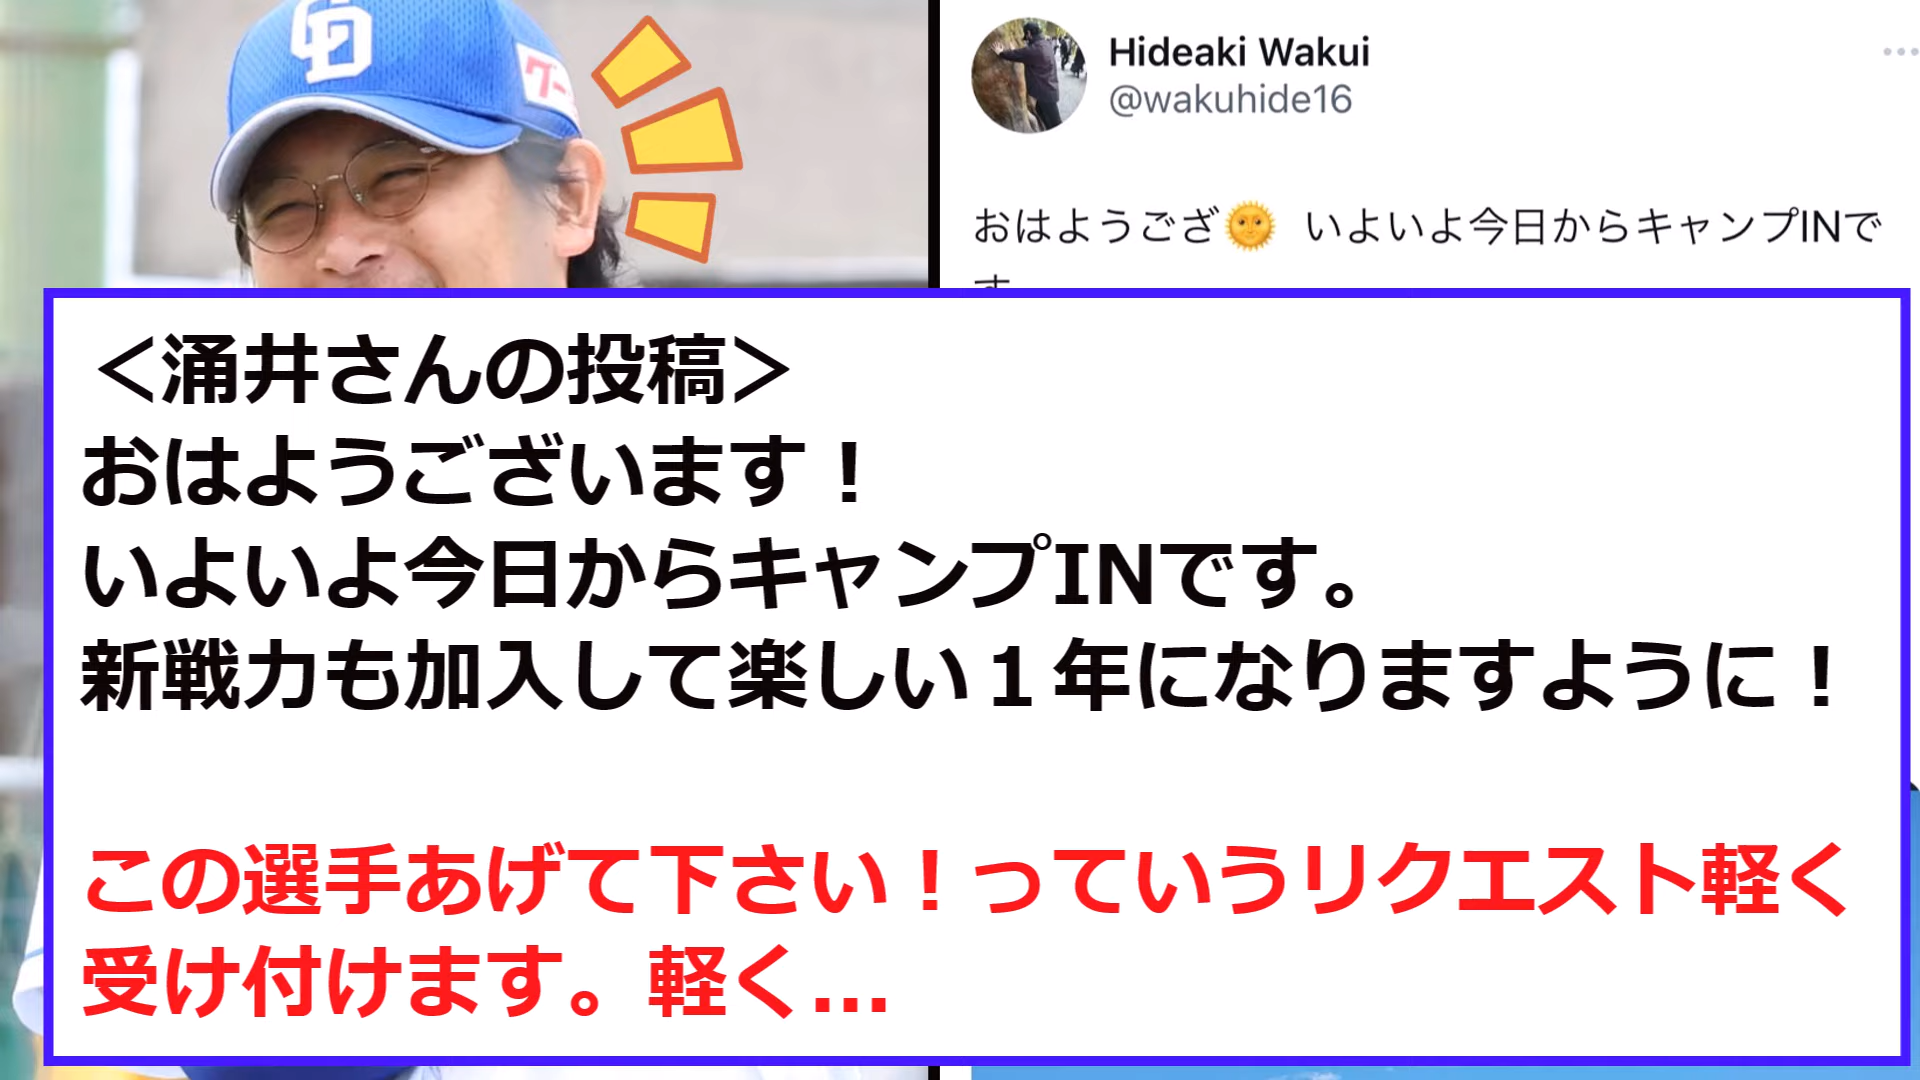 CD
グー
Hideaki Wakui
@wakuhide16
おはようござ🌞 いよいよ今日からキャンプINで
す
＜涌井さんの投稿＞
おはようございます！
いよいよ今日からキャンプINです。
新戦力も加入して楽しい１年になりますように！
この選手あげて下さい！っていうリクエスト軽く
受け付けます。軽く...